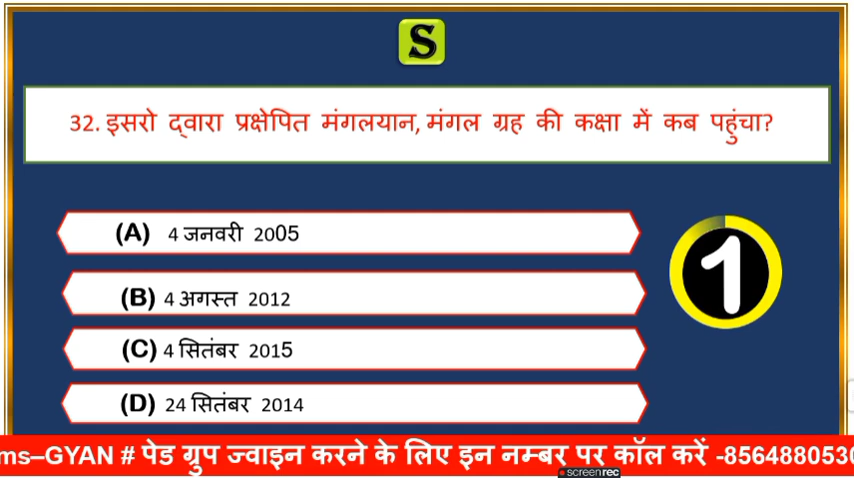 S
32. इसरो द्वारा प्रक्षेपित मंगलयान, मंगल ग्रह की कक्षा में कब पहुंचा?
(A) 4 जनवरी 2005
1
(B) 4 अगस्त 2012
(C) 4 सितंबर 2015
(D) 24 सितंबर 2014
ms–GYAN # पेड ग्रुप ज्वाइन करने के लिए इन नम्बर पर कॉल करें -8564880530
screenrec